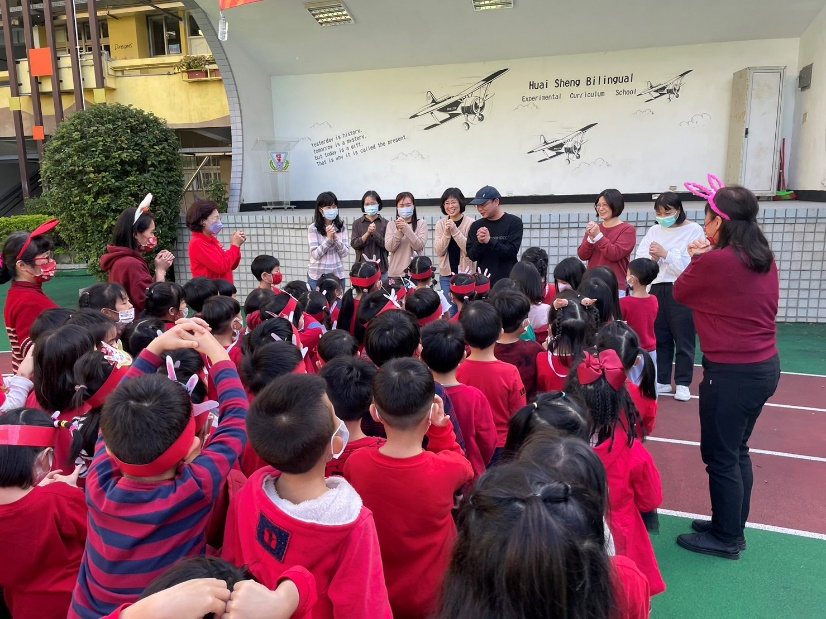 Dreams
Huai Sheng Bilingual
Experimental Curriculum School
Yesterday is history,
tomorrow is a mystery,
but today is a gift.
That is why it is called the present.